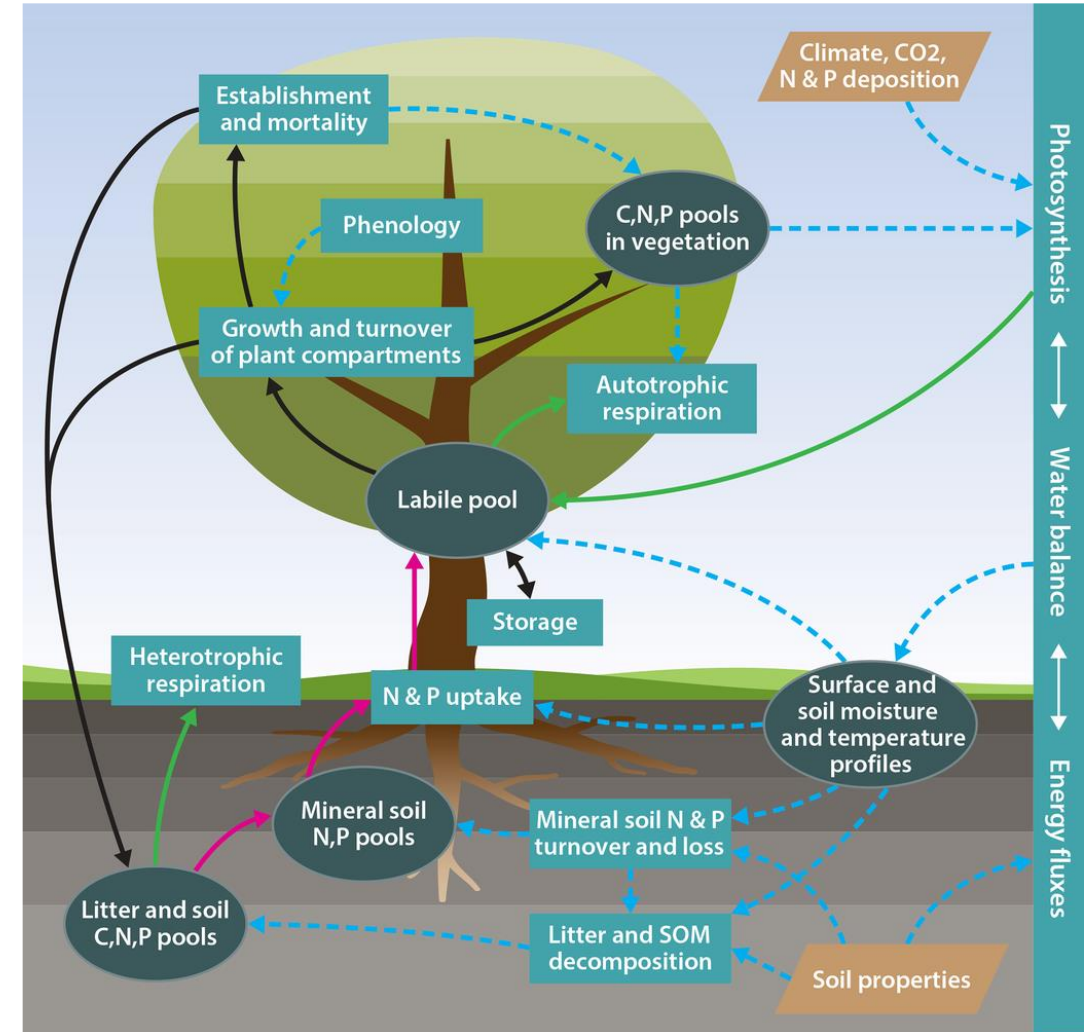 Climate, CO2,
N & P deposition
Establishment
and mortality
Phenology
C,N,P pools
in vegetation
Growth and turnover
of plant compartments
Autotrophic
respiration
Labile pool
Storage
Heterotrophic
respiration
N & P uptake
Surface and
soil moisture
and temperature
profiles
Mineral soil
N,P pools
Mineral soil N & P
turnover and loss
Litter and soil
C,N,P pools
Litter and SOM
decomposition
Soil properties
Photosynthesis
Water balance
Energy fluxes